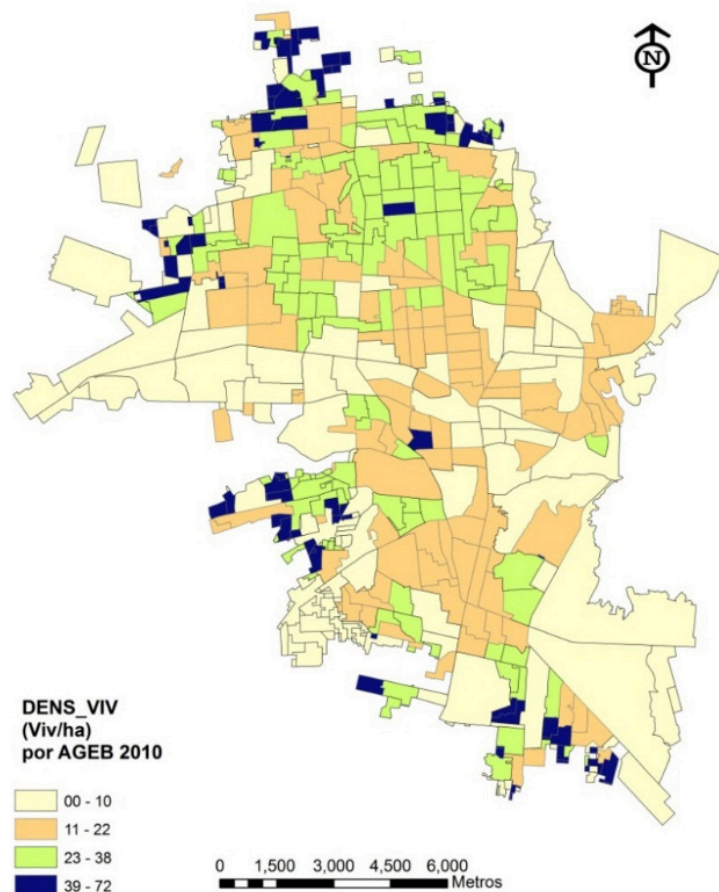 N
DENS_VIV
(Viv/ha)
por AGEB 2010
00 - 10
11 - 22
23 - 38
39 - 72
0 1,500 3,000 4,500 6,000
Metros